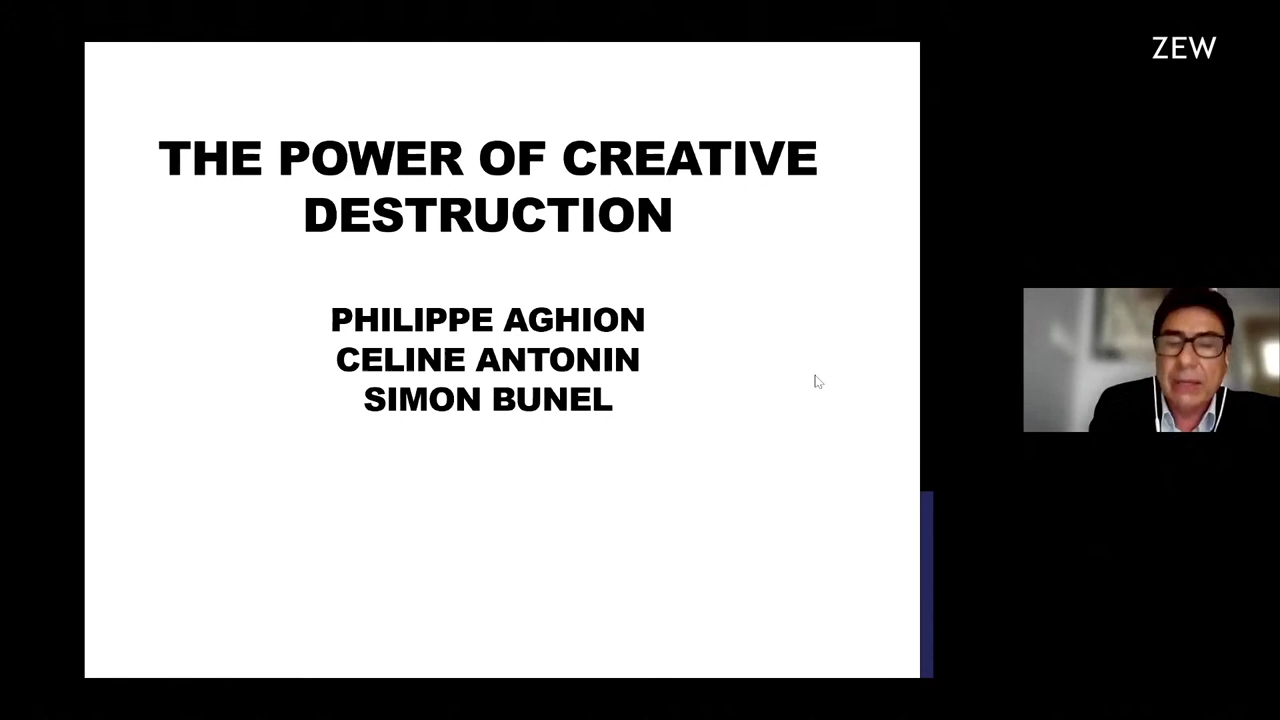 ZEW
THE POWER OF CREATIVE
DESTRUCTION
PHILIPPE AGHION
CELINE ANTONIN
SIMON BUNEL